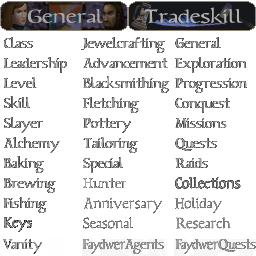 General Tradeskill
Class Jewelcrafting General
Leadership Advancement Exploration
Level Blacksmithing Progression
Skill Fletching Conquest
Slayer Pottery Missions
Alchemy Tailoring Quests
Baking Special Raids
Brewing Hunter Collections
Fishing Anniversary Holiday
Keys Seasonal Research
Vanity FaydwerAgents FaydwerQuests